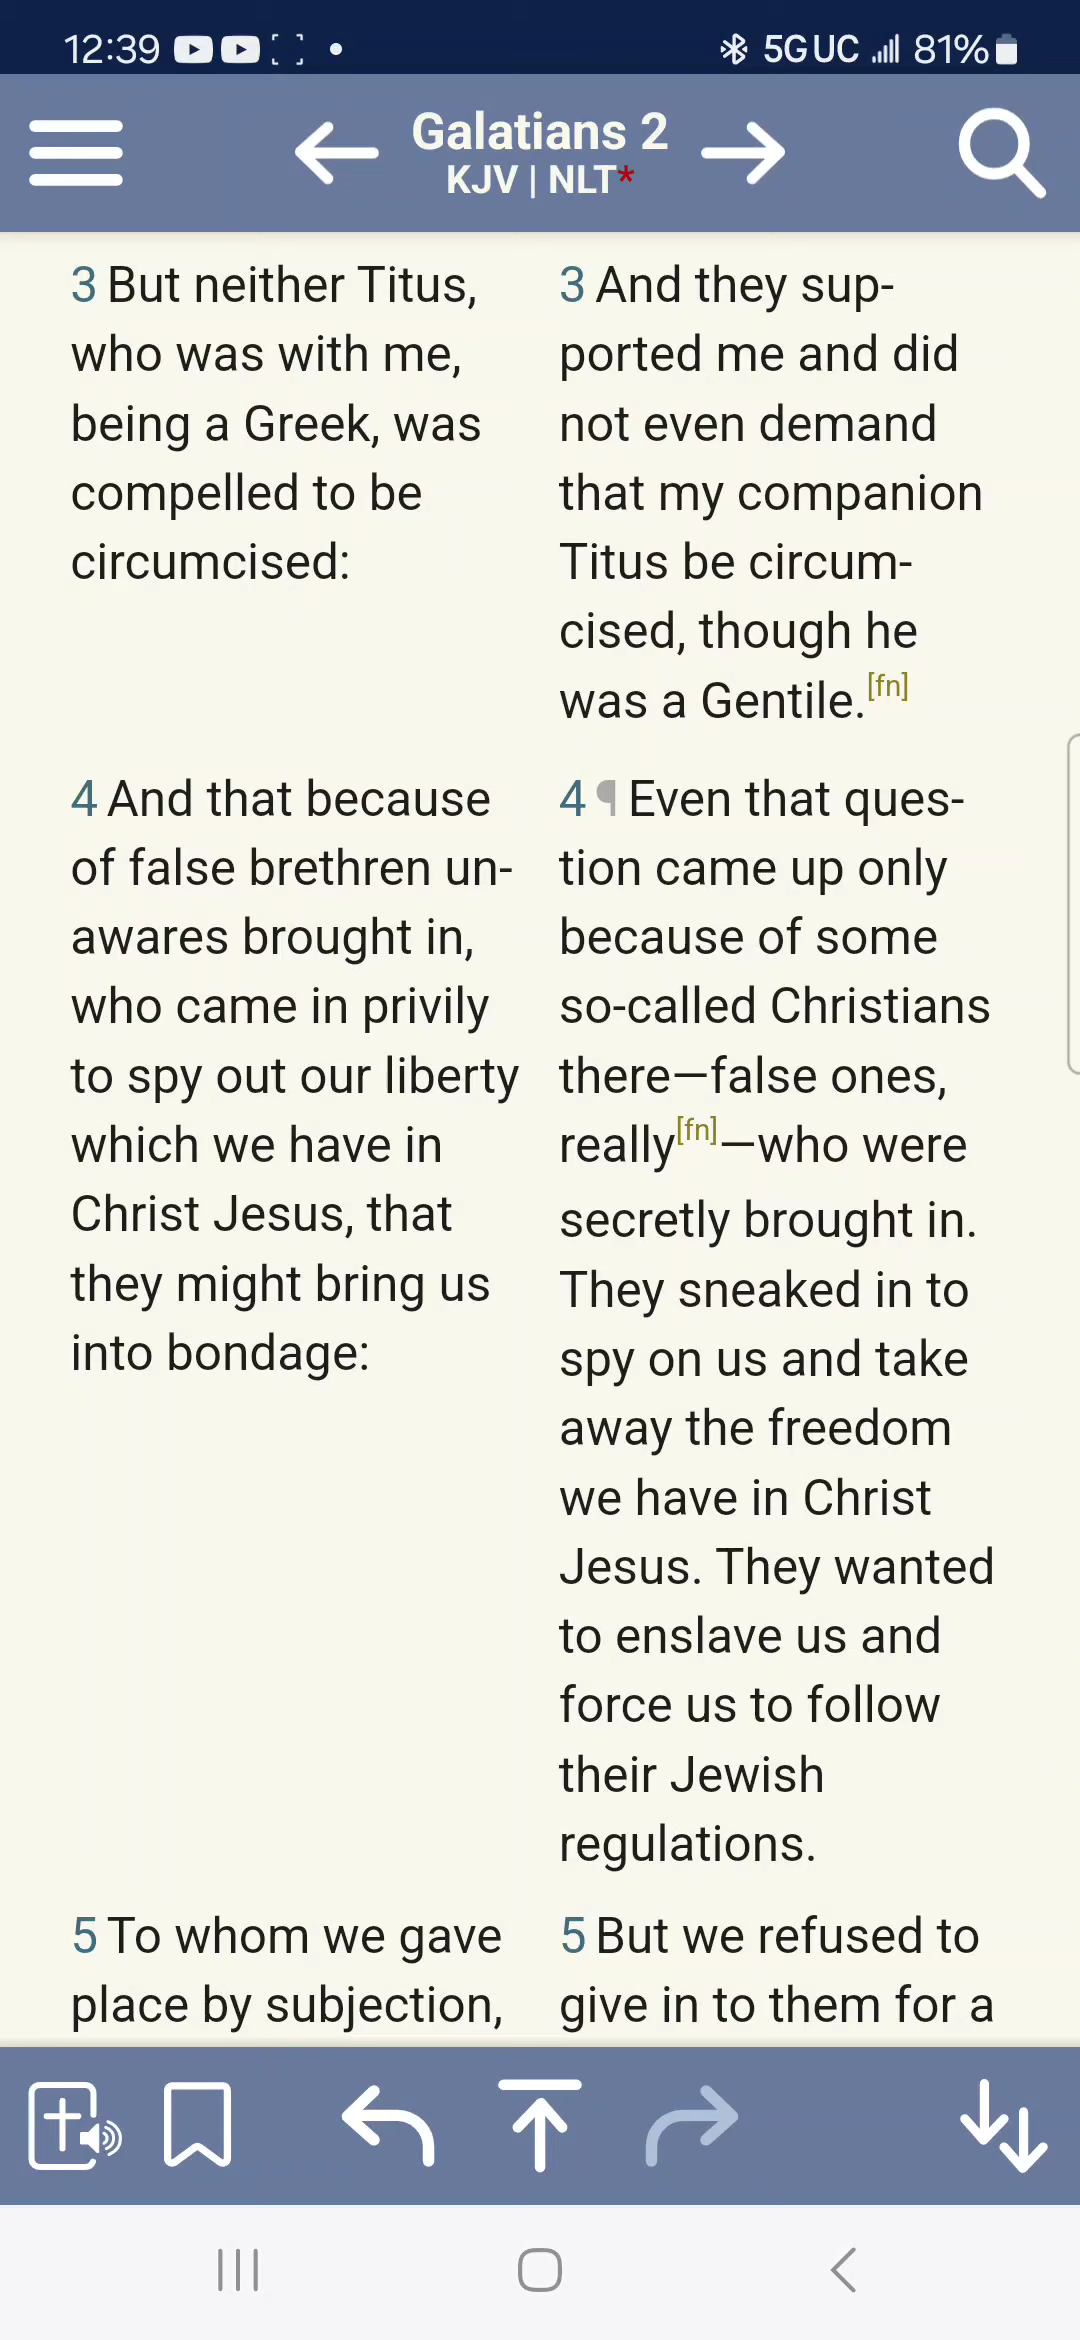 12:39 5G UC 81%
Galatians 2
KJV | NLT*
3 But neither Titus,
who was with me,
being a Greek, was
compelled to be
circumcised:
3 And they sup-
ported me and did
not even demand
that my companion
Titus be circum-
cised, though he
was a Gentile.[fn]
4 And that because
of false brethren un-
awares brought in,
who came in privily
to spy out our liberty
which we have in
Christ Jesus, that
they might bring us
into bondage:
4 ¶ Even that ques-
tion came up only
because of some
so-called Christians
there—false ones,
really[fn]—who were
secretly brought in.
They sneaked in to
spy on us and take
away the freedom
we have in Christ
Jesus. They wanted
to enslave us and
force us to follow
their Jewish
regulations.
5 To whom we gave
place by subjection,
5 But we refused to
give in to them for a